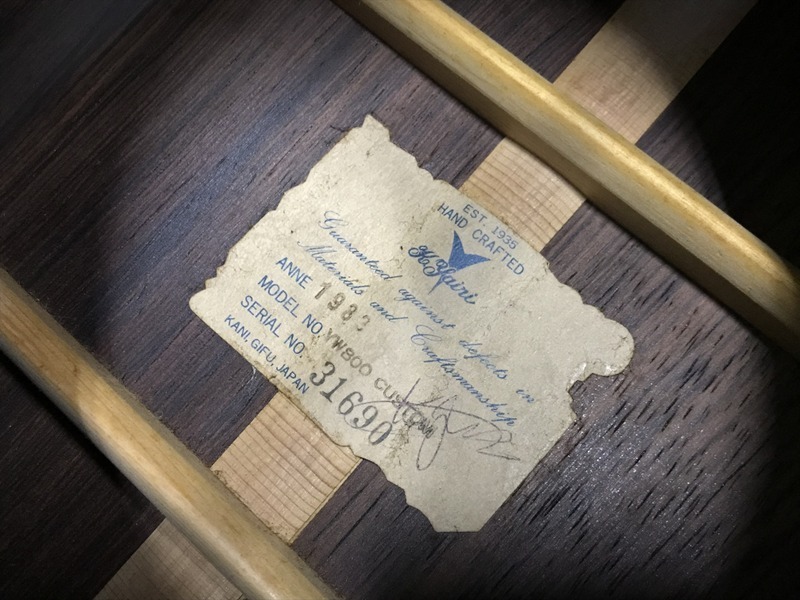 EST. 1935
HAND CRAFTED
K.Yairi
Guaranteed against defects in
Materials and Craftsmanship
ANNE 1983
MODEL NO. YW800 CUSTOM
SERIAL NO. 31690
KANI, GIFU, JAPAN